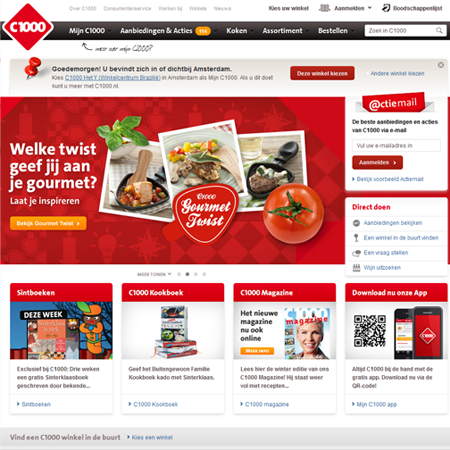 C1000
Over C1000 Consumentenservice Werken bij Winkels Nieuws
Kies uw winkel Aanmelden Boodschappenlijst
Mijn C1000 Aanbiedingen & Acties Koken Assortiment Bestellen Zoek in C1000
meer over mijn C1000?
Goedemorgen! U bevindt zich in of dichtbij Amsterdam.
Kies C1000 Het Y (Winkelcentrum Brazilië) in Amsterdam als Mijn C1000. Als u dit doet
kunt u meer met C1000.nl.
Deze winkel kiezen Andere winkel kiezen
Welke twist
geef jij aan
je gourmet?
Laat je inspireren
Bekijk Gourmet Twist
C1000
Gourmet
Twist
@ctiemail
De beste aanbiedingen en acties
van C1000 via e-mail
Vul uw e-mailadres in
Aanmelden
Bekijk voorbeeld Actiemail
Direct doen
Aanbiedingen bekijken
Een winkel in de buurt vinden
Een vraag stellen
Wijn uitzoeken
MEER TONEN
Sintboeken
DEZE WEEK
Exclusief bij C1000: Drie weken
een gratis Sinterklaasboek
geschreven door bekende...
Sintboeken
C1000 Kookboek
Geef het Buitengewoon Familie
Kookboek kado met Sinterklaas.
C1000 Kookboek
C1000 Magazine
Het nieuwe
magazine
nu ook
online
magazine
Lees hier de winter editie van ons
C1000 Magazine! Hij staat weer
vol met recepten...
C1000 magazine
Download nu onze App
C1000
Altijd C1000 bij de hand met de
gratis app. Download nu via de
QR-code!
Mijn C1000 app
Vind een C1000 winkel in de buurt Kies een winkel